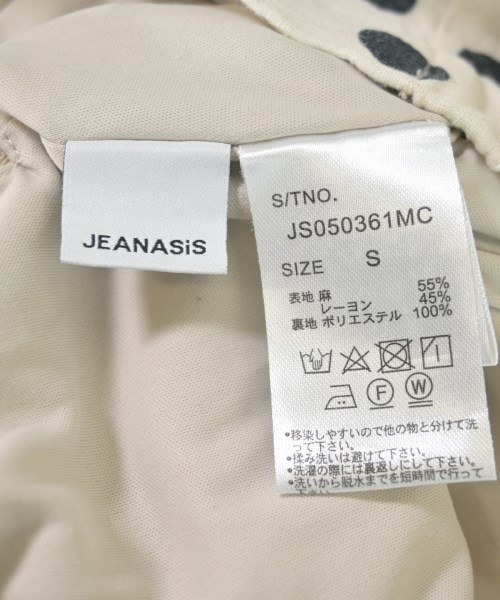 JEANASiS
S/TNO.
JS050361MC
SIZE S
表地 麻 55%
レーヨン 45%
裏地 ポリエステル 100%
F W
•移染しやすいので他の物と分けて洗
って下さい。
•揉み洗いは避けて下さい。
•洗濯の際には裏返しにして下さい。
•洗いから脱水までを短時間で行って
下さい。